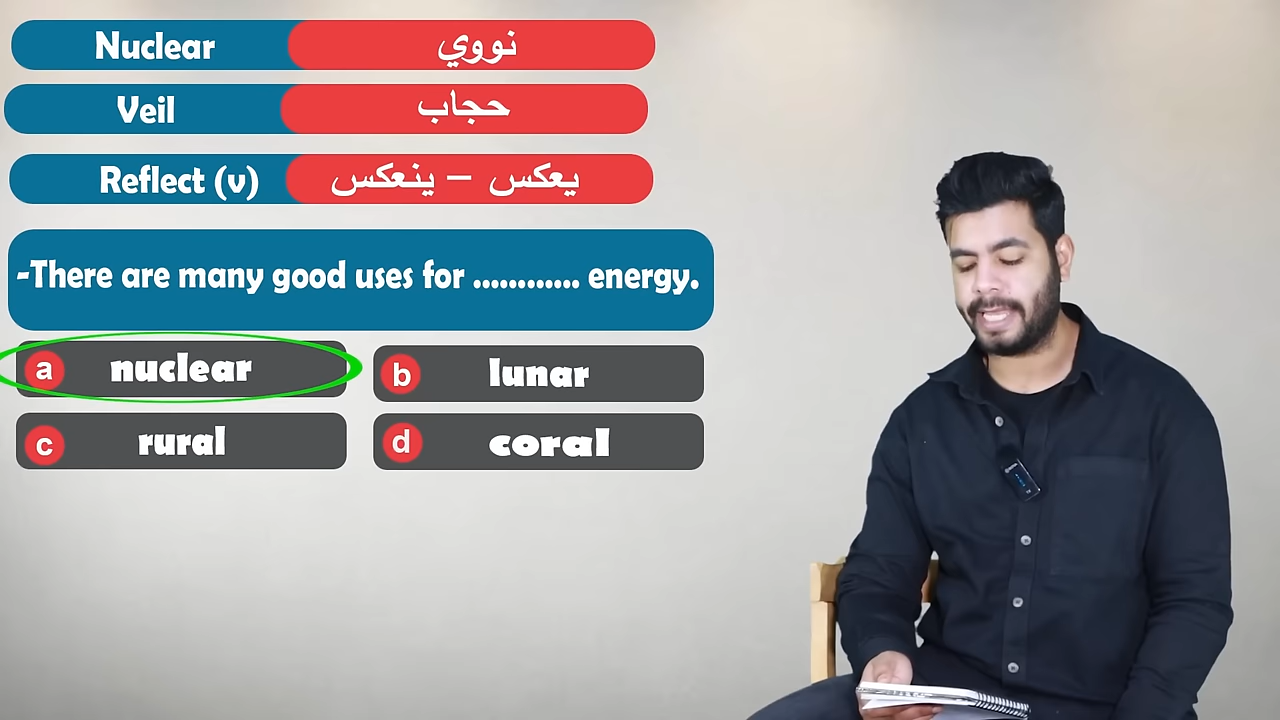 Nuclear نووي
Veil حجاب
Reflect (v) يعكس – ينعكس
-There are many good uses for ............ energy.
a nuclear
b lunar
c rural
d coral